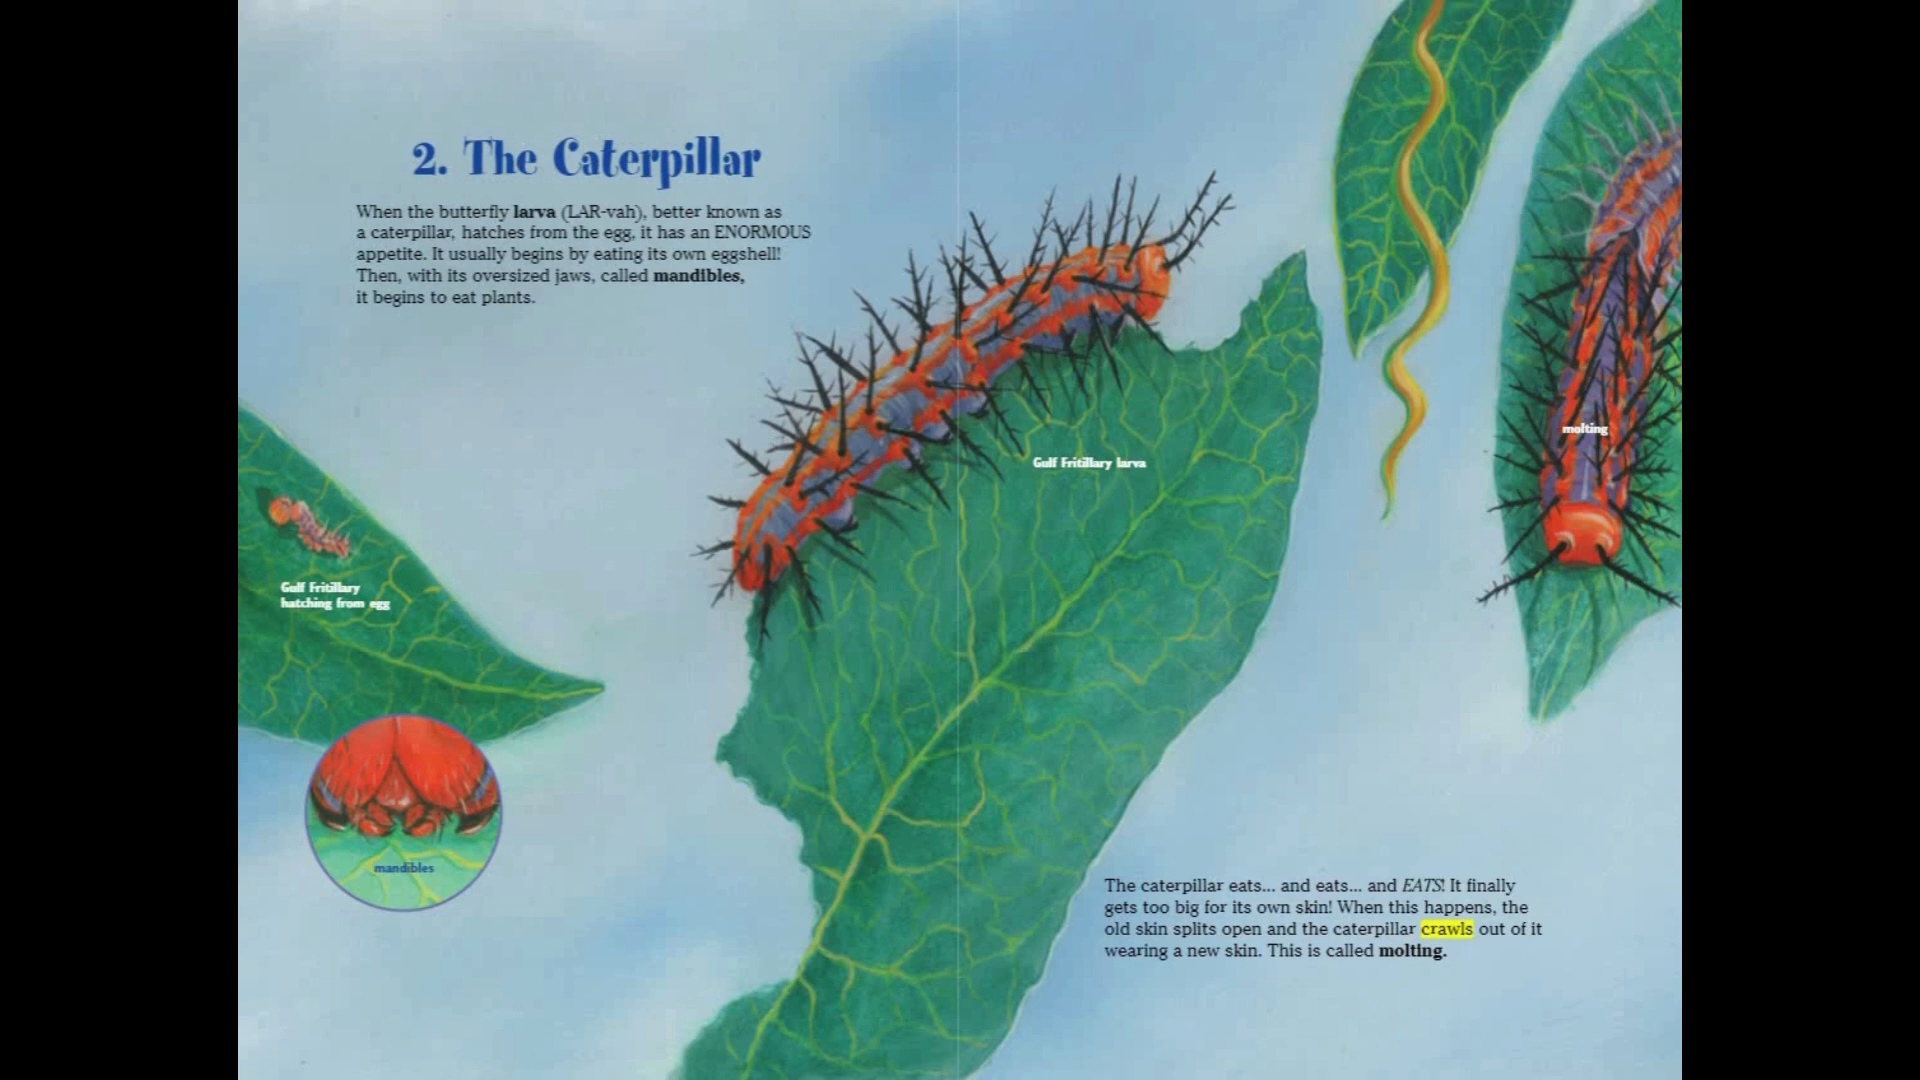 2. The Caterpillar
When the butterfly larva (LAR-vah), better known as
a caterpillar, hatches from the egg, it has an ENORMOUS
appetite. It usually begins by eating its own eggshell!
Then, with its oversized jaws, called mandibles,
it begins to eat plants.
Gulf Fritillary larva
molting
Gulf Fritillary
hatching from egg
mandibles
The caterpillar eats... and eats... and EATS! It finally
gets too big for its own skin! When this happens, the
old skin splits open and the caterpillar crawls out of it
wearing a new skin. This is called molting.